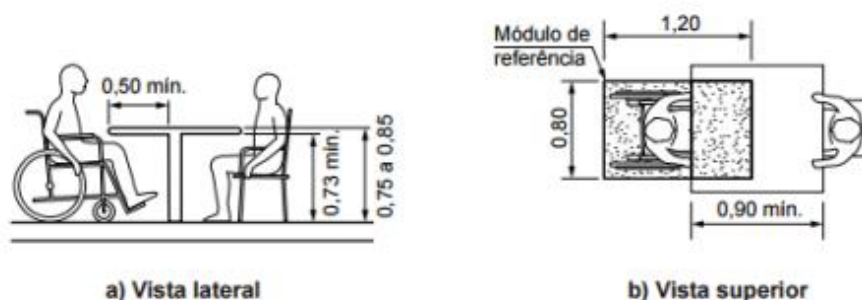 0,50 mín.
0,73 mín.
0,75 a 0,85
a) Vista lateral
Módulo de
referência
1,20
0,80
0,90 mín.
b) Vista superior